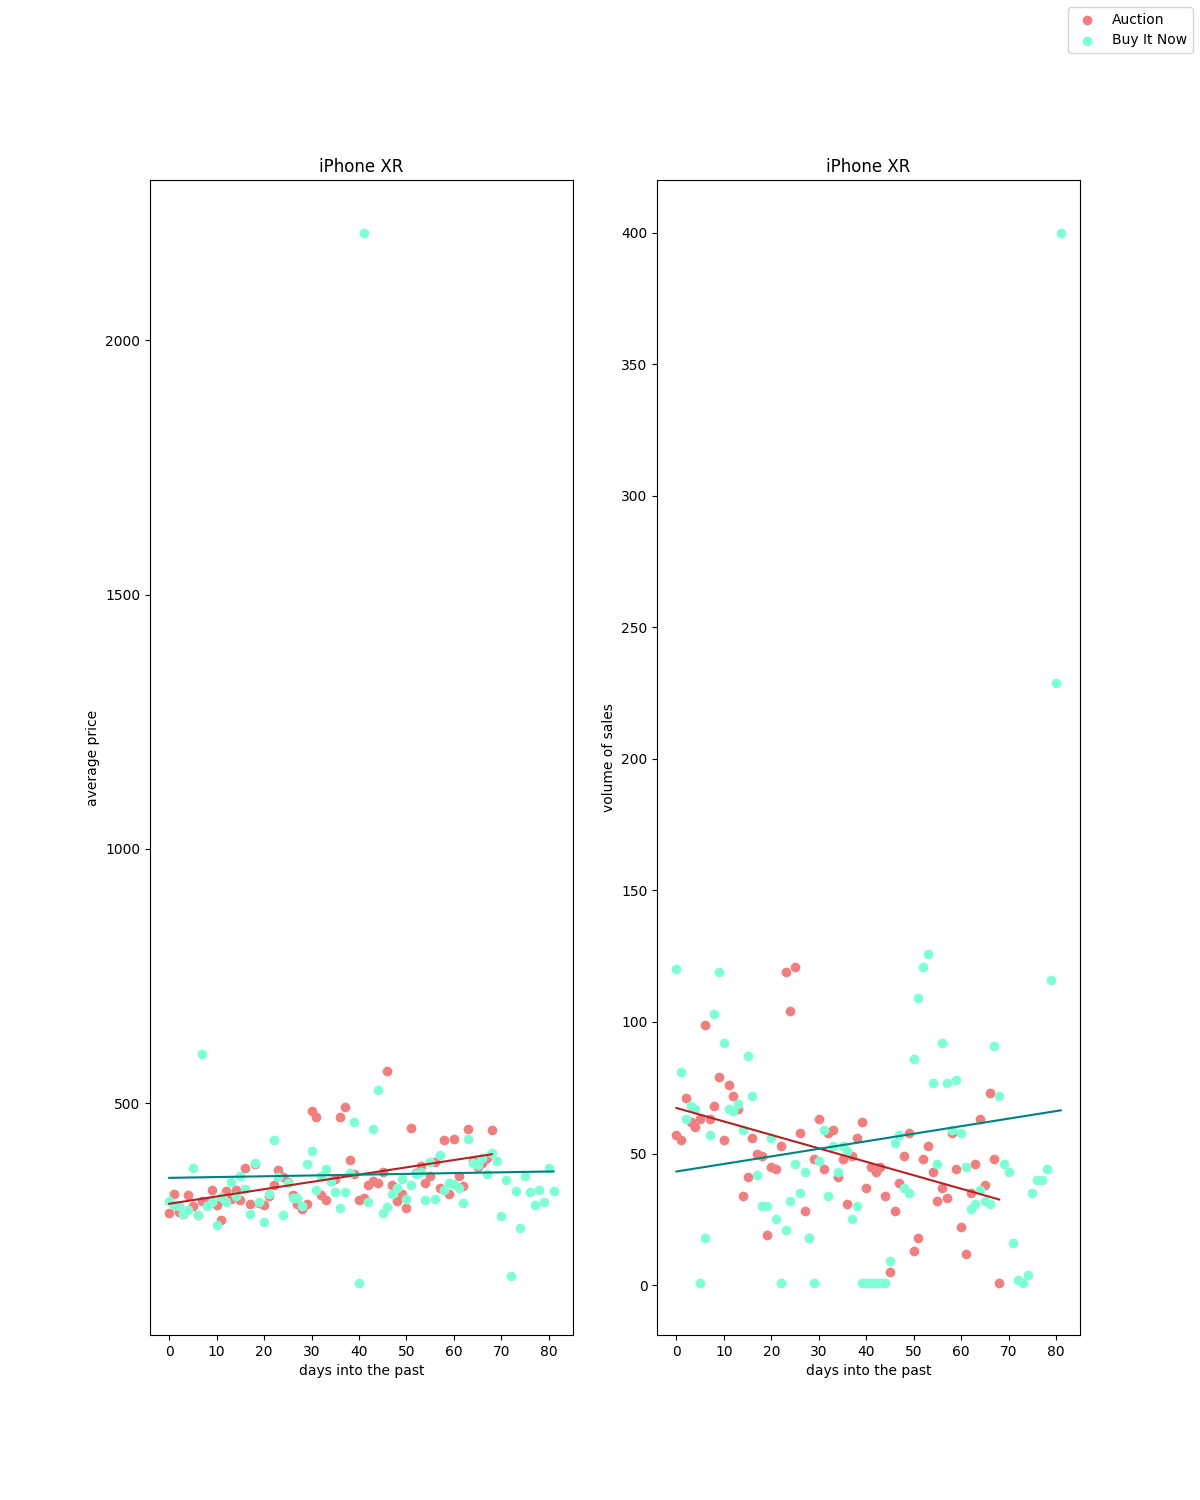 Auction
Buy It Now
iPhone XR
average price
2000
1500
1000
500
0 10 20 30 40 50 60 70 80
days into the past
iPhone XR
volume of sales
400
350
300
250
200
150
100
50
0
0 10 20 30 40 50 60 70 80
days into the past